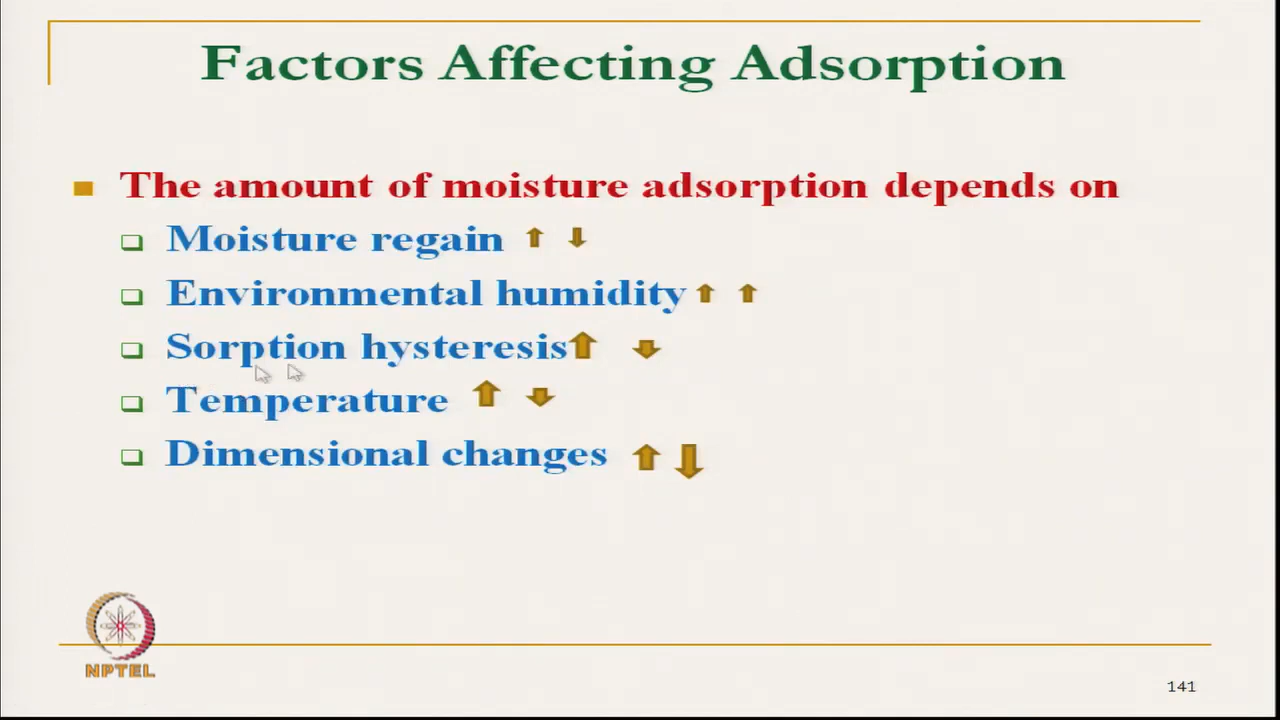 Factors Affecting Adsorption
The amount of moisture adsorption depends on
Moisture regain
Environmental humidity
Sorption hysteresis
Temperature
Dimensional changes
NPTEL
141